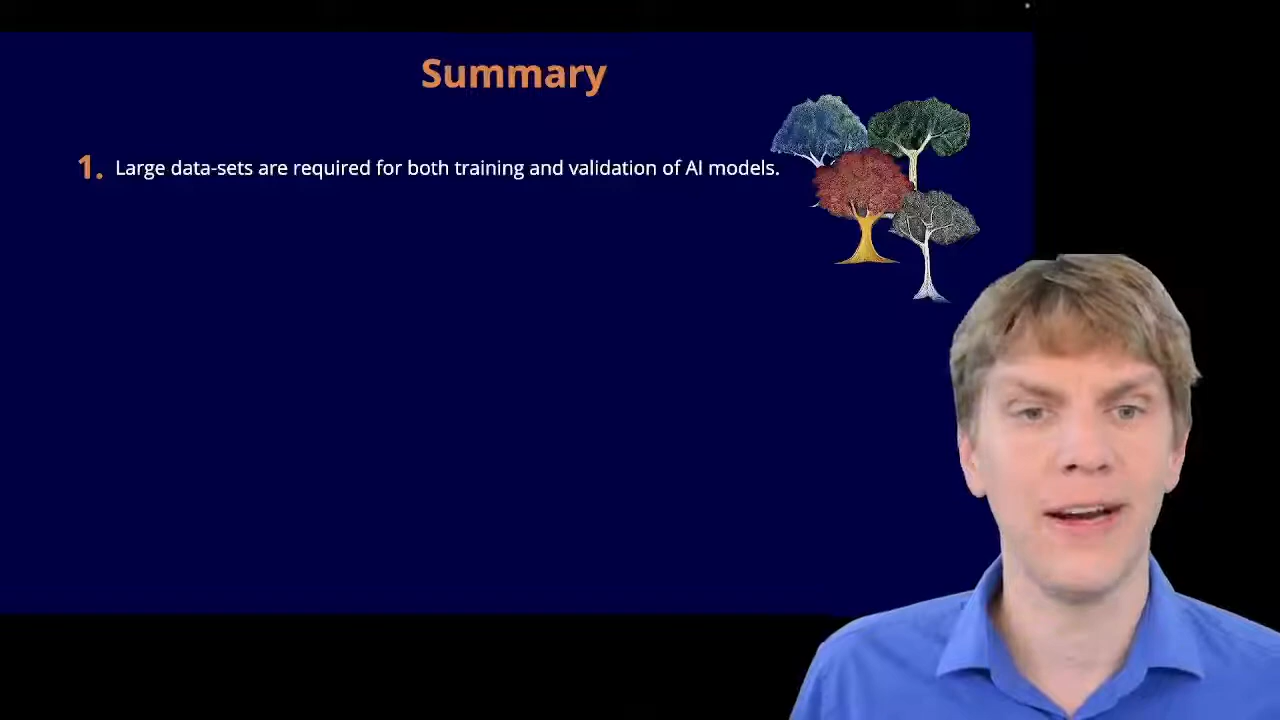 Summary
1. Large data-sets are required for both training and validation of AI models.